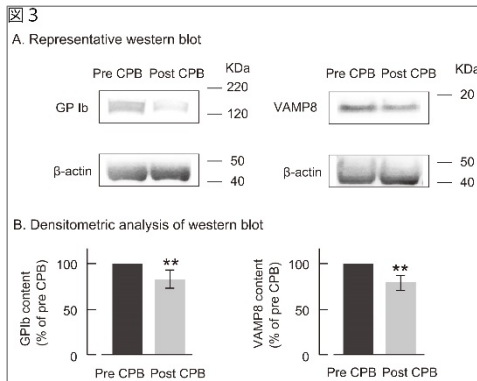 図 3
A. Representative western blot
Pre CPB Post CPB KDa
220
GP Ib
120
β-actin
50
40
Pre CPB Post CPB KDa
20
VAMP8
β-actin
50
40
B. Densitometric analysis of western blot
GPIb content
(% of pre CPB)
100
50
0
**
Pre CPB Post CPB
VAMP8 content
(% of pre CPB)
100
50
0
**
Pre CPB Post CPB